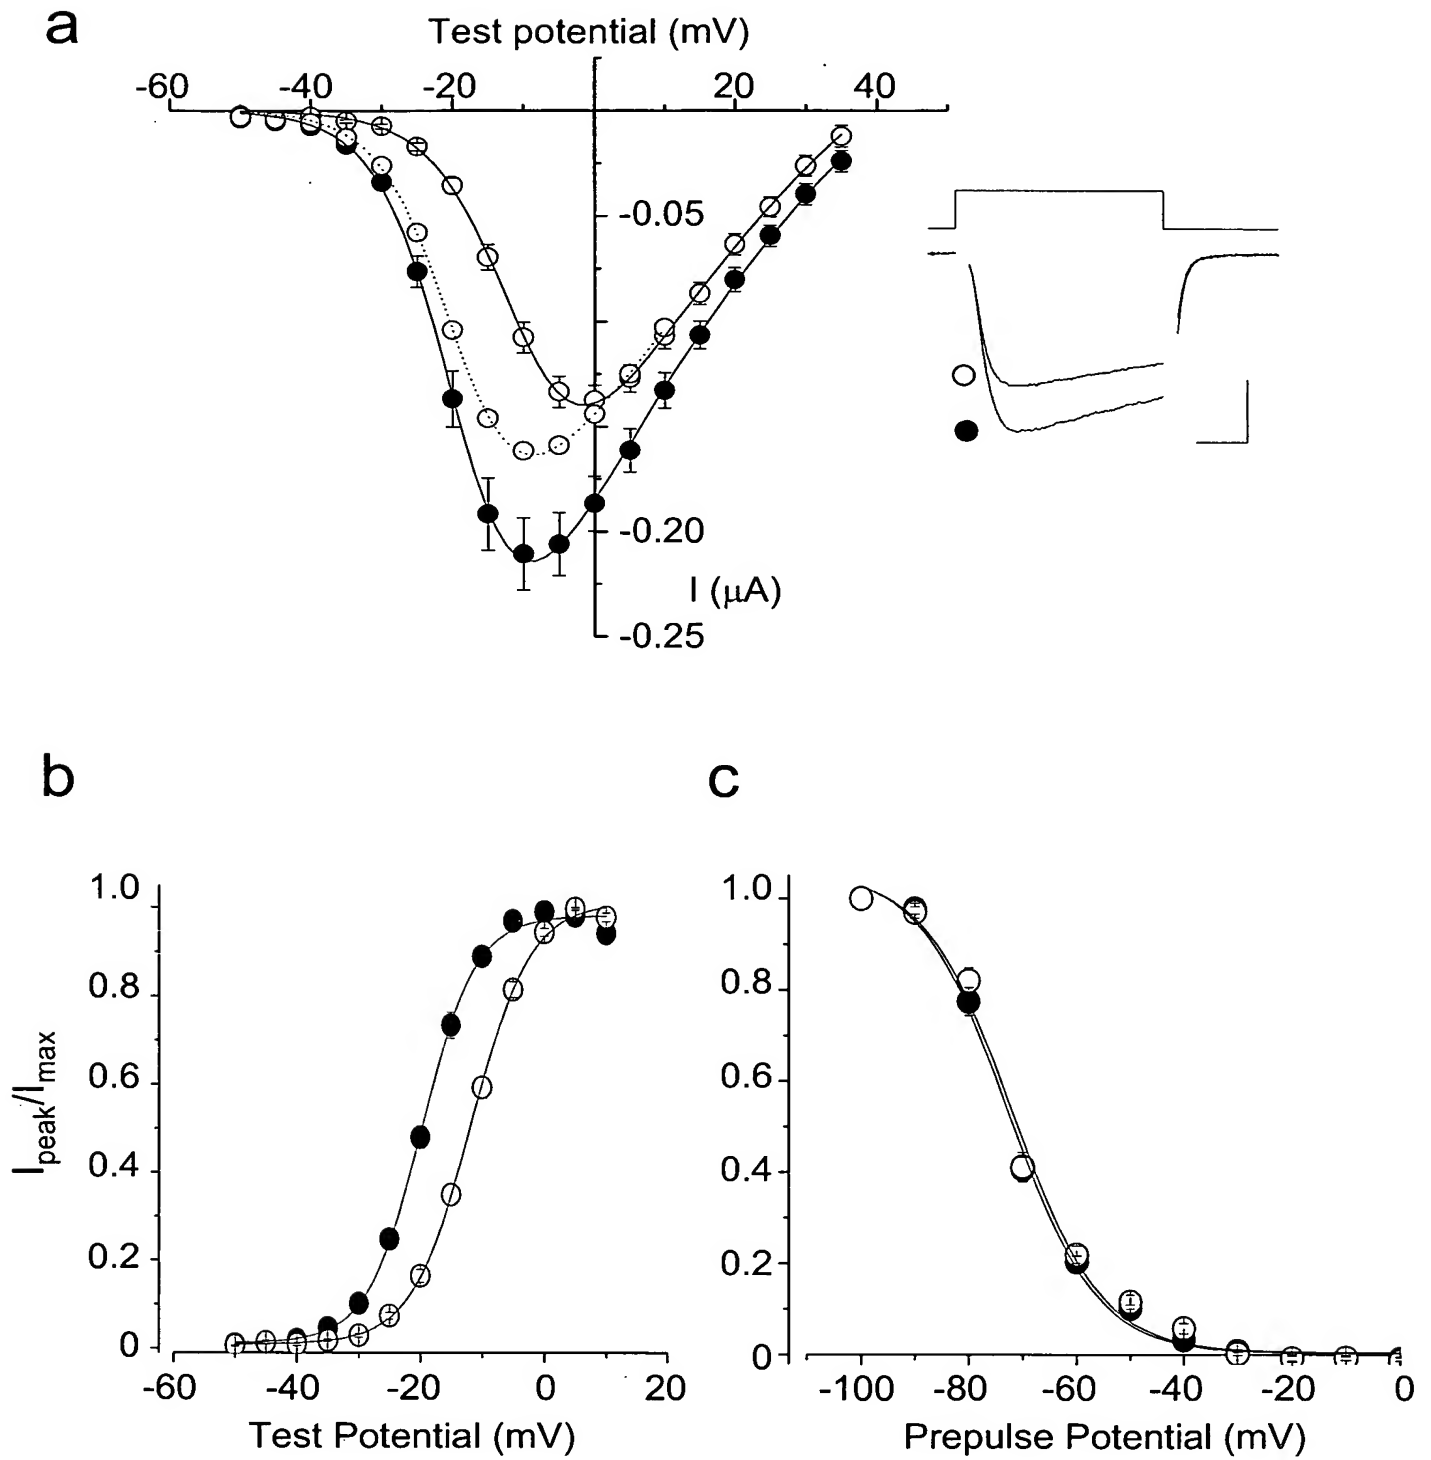 a
Test potential (mV)
-60 -40 -20 20 40
-0.05
-0.20
I (μA)
-0.25
b
c
1.0
0.8
0.6
0.4
0.2
0
Ipeak/Imax
-60 -40 -20 0 20
Test Potential (mV)
1.0
0.8
0.6
0.4
0.2
0
-100 -80 -60 -40 -20 0
Prepulse Potential (mV)